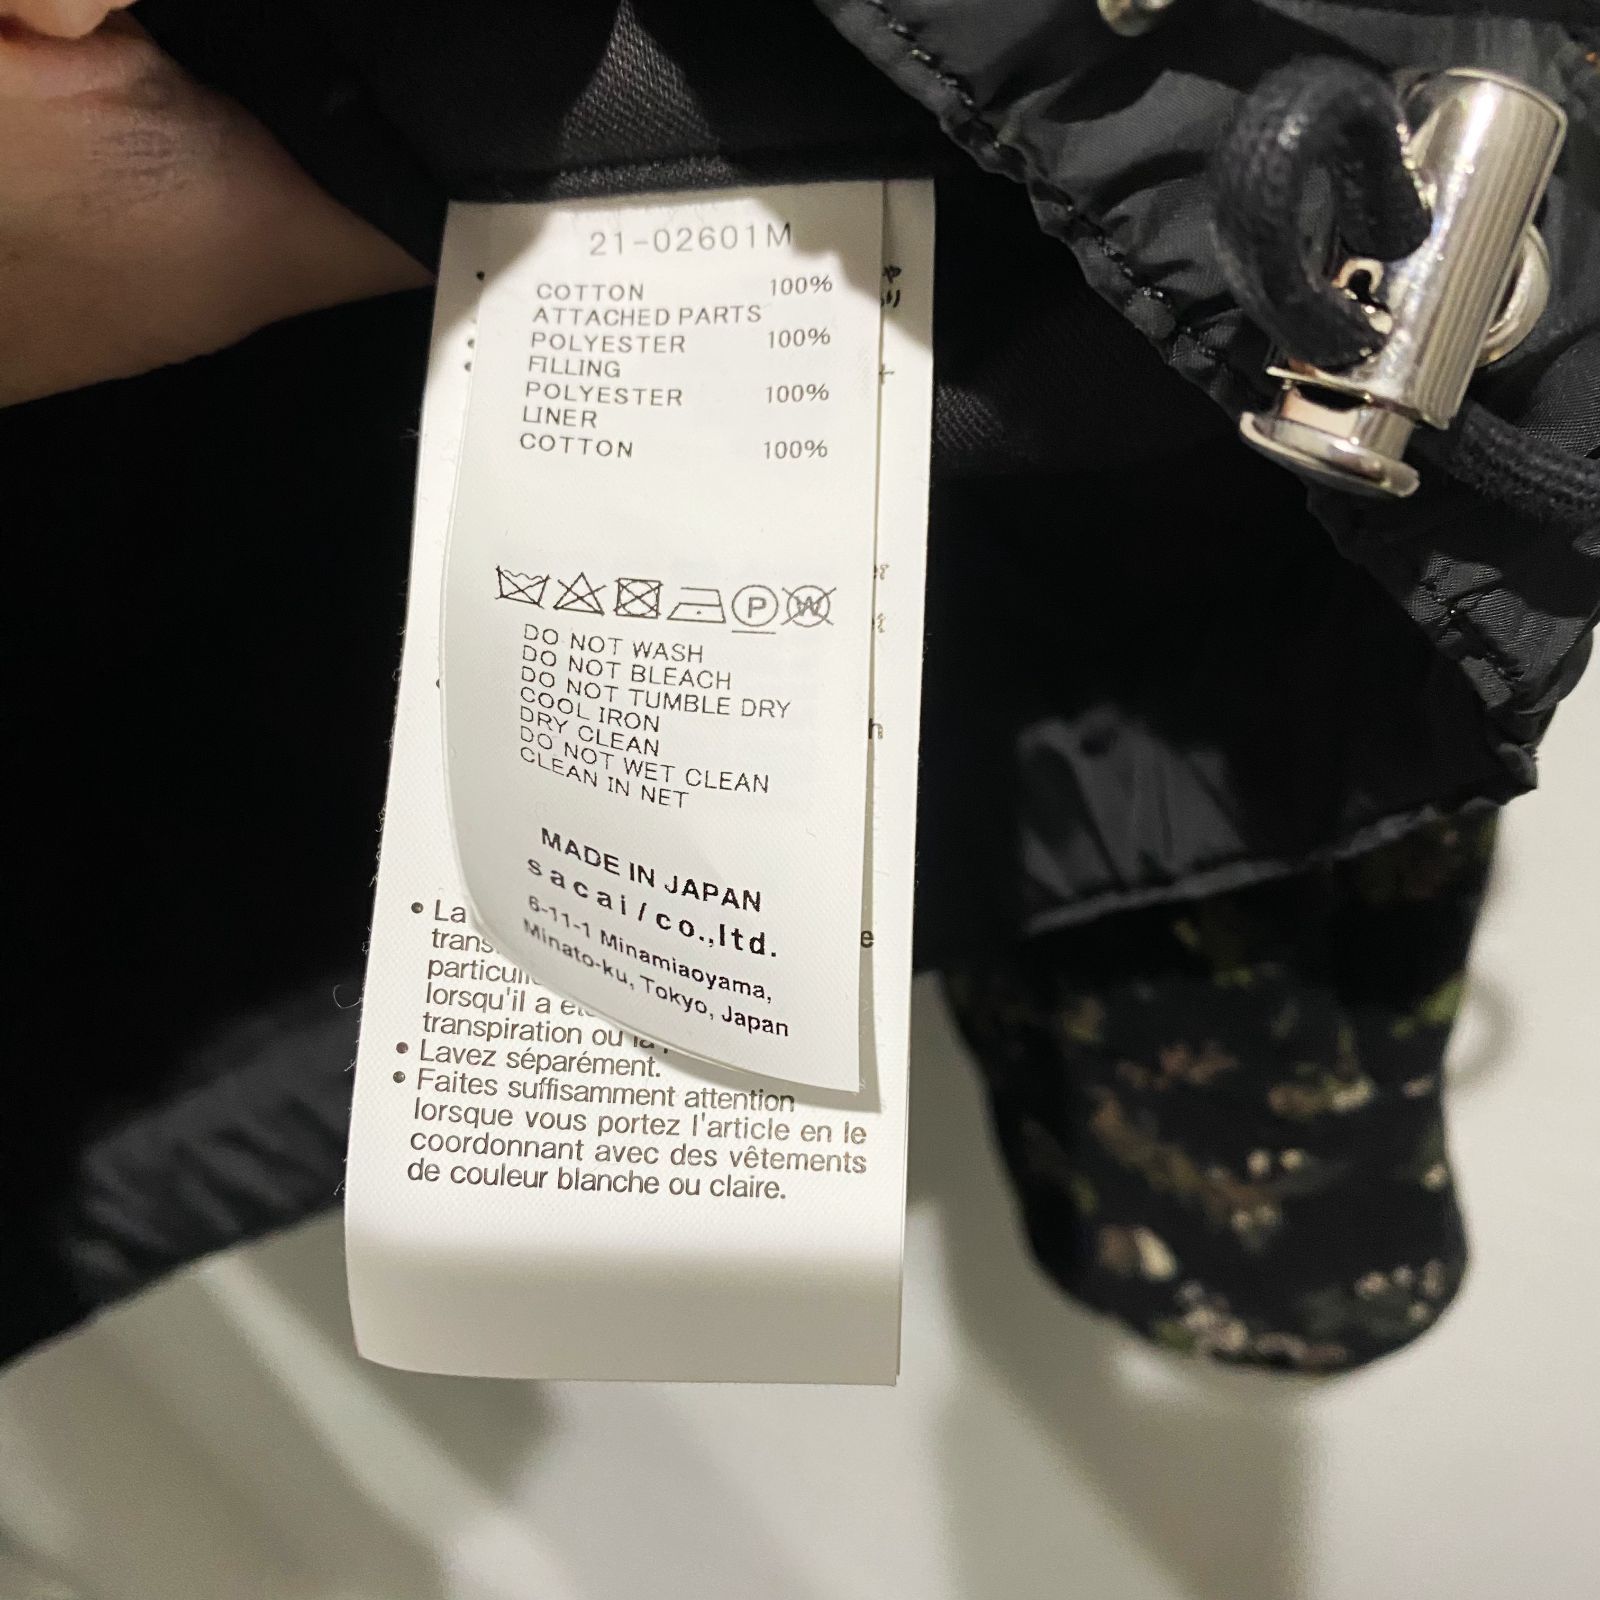 21-02601M
COTTON 100%
ATTACHED PARTS
POLYESTER 100%
FILLING
POLYESTER 100%
LINER
COTTON 100%
P W
DO NOT WASH
DO NOT BLEACH
DO NOT TUMBLE DRY
COOL IRON
DRY CLEAN
DO NOT WET CLEAN
CLEAN IN NET
MADE IN JAPAN
sacai/co.,ltd.
6-11-1 Minamiaoyama,
Minato-ku, Tokyo, Japan
• La
lorsqu'il a
transpiration ou
• Lavez séparément.
• Faites suffisamment attention
lorsque vous portez l'article en le
coordonnant avec des vêtements
de couleur blanche ou claire.